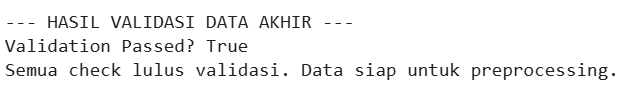 --- HASIL VALIDASI DATA AKHIR ---
Validation Passed? True
Semua check lulus validasi. Data siap untuk preprocessing.